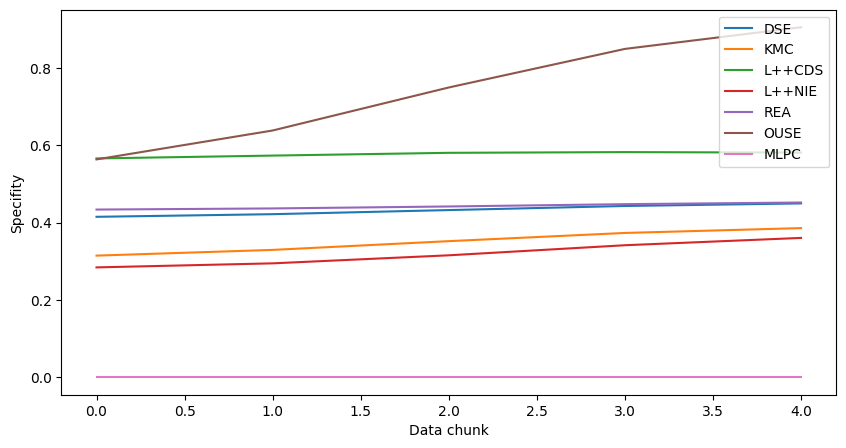 DSE
KMC
L++CDS
L++NIE
REA
OUSE
MLPC
Specifity
0.8
0.6
0.4
0.2
0.0
0.0 0.5 1.0 1.5 2.0 2.5 3.0 3.5 4.0
Data chunk